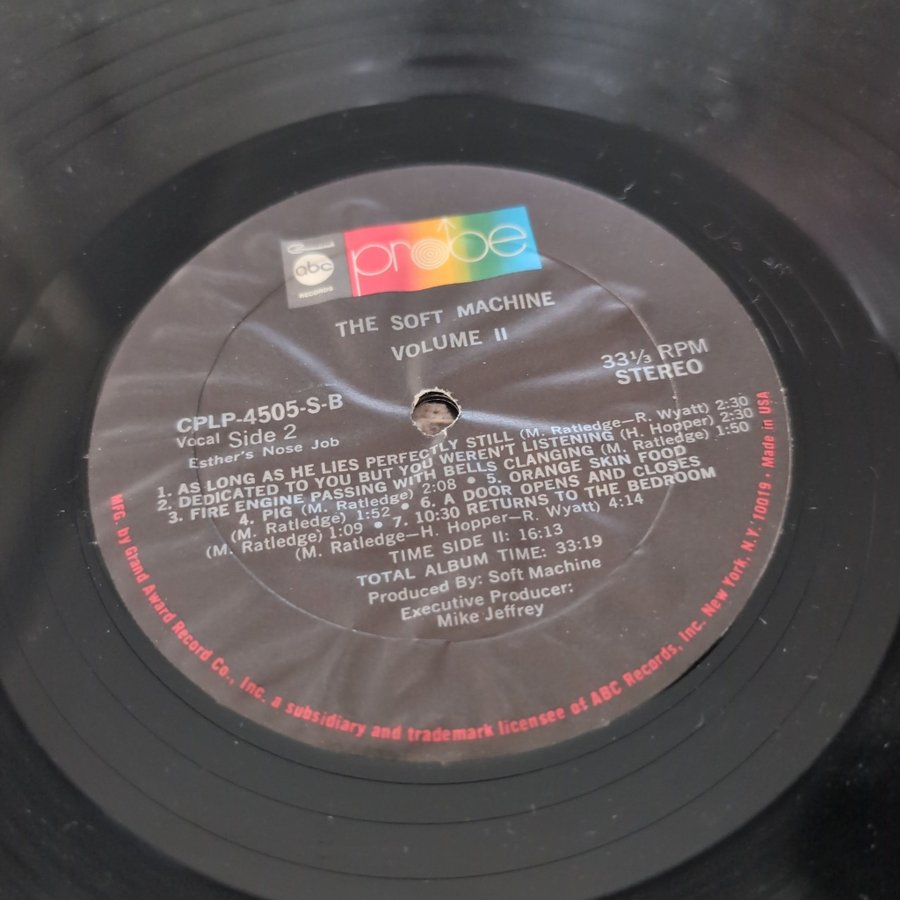 abc
RECORDS
probe
THE SOFT MACHINE
VOLUME II
33⅓ RPM
STEREO
CPLP-4505-S-B
Vocal Side 2
Esther's Nose Job
1. AS LONG AS HE LIES PERFECTLY STILL (M. Ratledge—R. Wyatt) 2:30
2. DEDICATED TO YOU BUT YOU WEREN'T LISTENING (H. Hopper) 2:30
3. FIRE ENGINE PASSING WITH BELLS CLANGING (M. Ratledge) 1:50
4. PIG (M. Ratledge) 2:08 • 5. ORANGE SKIN FOOD
(M. Ratledge) 1:52 • 6. A DOOR OPENS AND CLOSES
(M. Ratledge) 1:09 • 7. 10:30 RETURNS TO THE BEDROOM
(M. Ratledge—H. Hopper—R. Wyatt) 4:14
TIME SIDE II: 16:13
TOTAL ALBUM TIME: 33:19
Produced By: Soft Machine
Executive Producer:
Mike Jeffrey
MFG. by Grand Award Record Co., Inc. a subsidiary and trademark licensee of ABC Records, Inc. New York, N.Y. 10019 • Made in USA